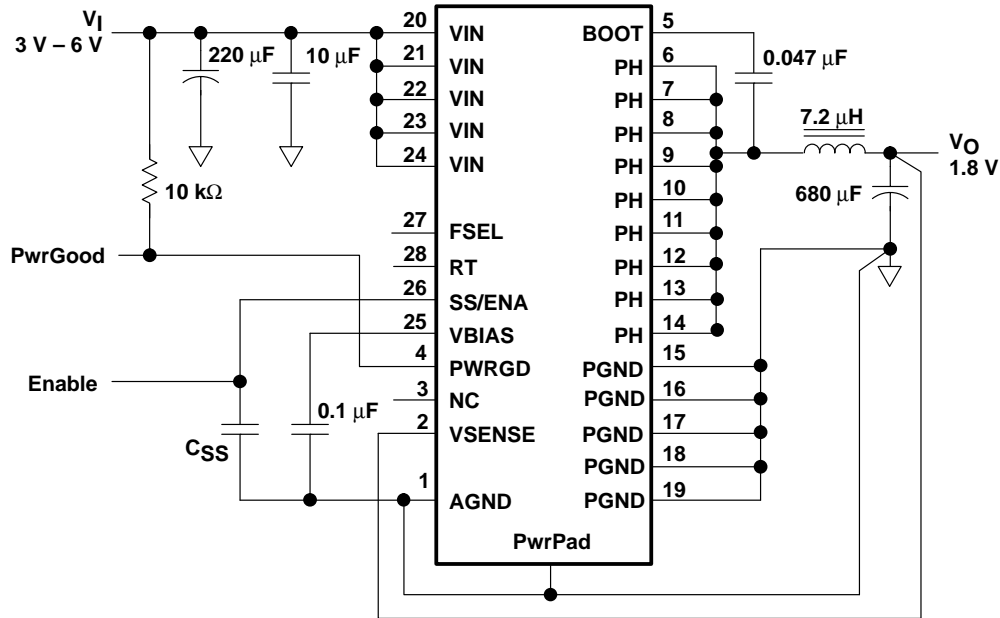 VI
3 V – 6 V
220 μF
10 μF
10 kΩ
PwrGood
Enable
CSS
0.1 μF
20 VIN
21 VIN
22 VIN
23 VIN
24 VIN
27 FSEL
28 RT
26 SS/ENA
25 VBIAS
4 PWRGD
3 NC
2 VSENSE
1 AGND
PwrPad
5 BOOT
6 PH
7 PH
8 PH
9 PH
10 PH
11 PH
12 PH
13 PH
14 PH
15 PGND
16 PGND
17 PGND
18 PGND
19 PGND
0.047 μF
7.2 μH
VO
1.8 V
680 μF